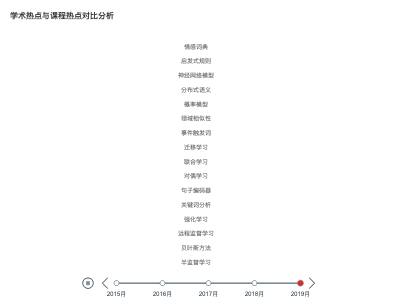 学术热点与课程热点对比分析
情感词典
启发式规则
神经网络模型
分布式语义
概率模型
领域相似性
事件触发词
迁移学习
联合学习
对偶学习
句子编码器
关键词分析
强化学习
远程监督学习
贝叶斯方法
半监督学习
2015月 2016月 2017月 2018月 2019月